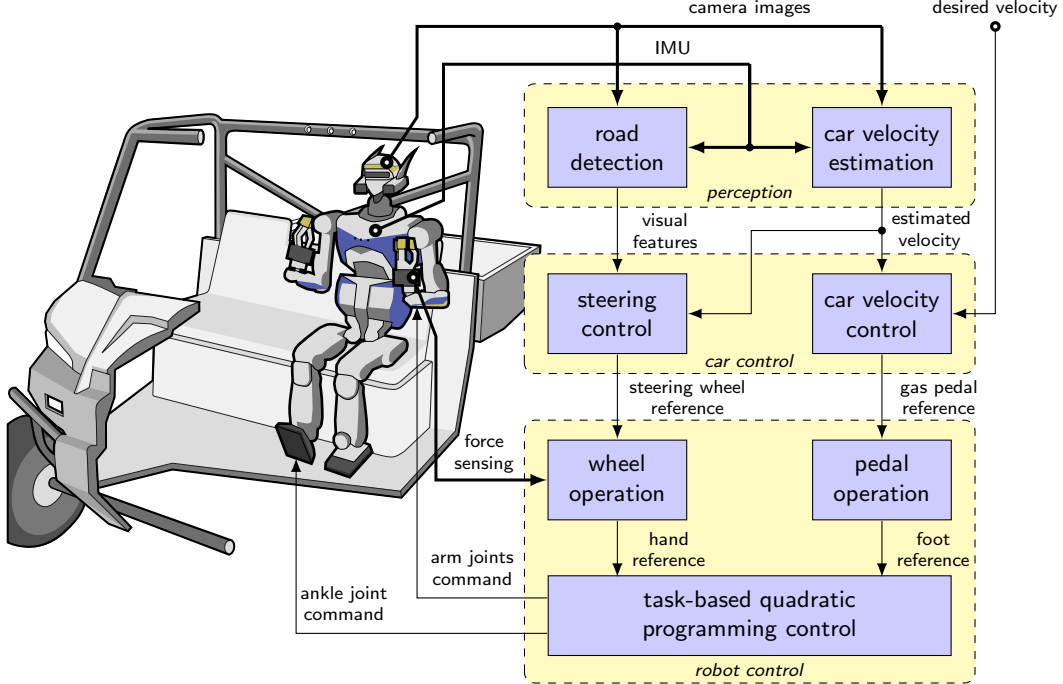 camera images
desired velocity
IMU
road
detection
car velocity
estimation
perception
visual
features
estimated
velocity
steering
control
car velocity
control
car control
steering wheel
reference
gas pedal
reference
force
sensing
wheel
operation
pedal
operation
hand
reference
foot
reference
arm joints
command
ankle joint
command
task-based quadratic
programming control
robot control